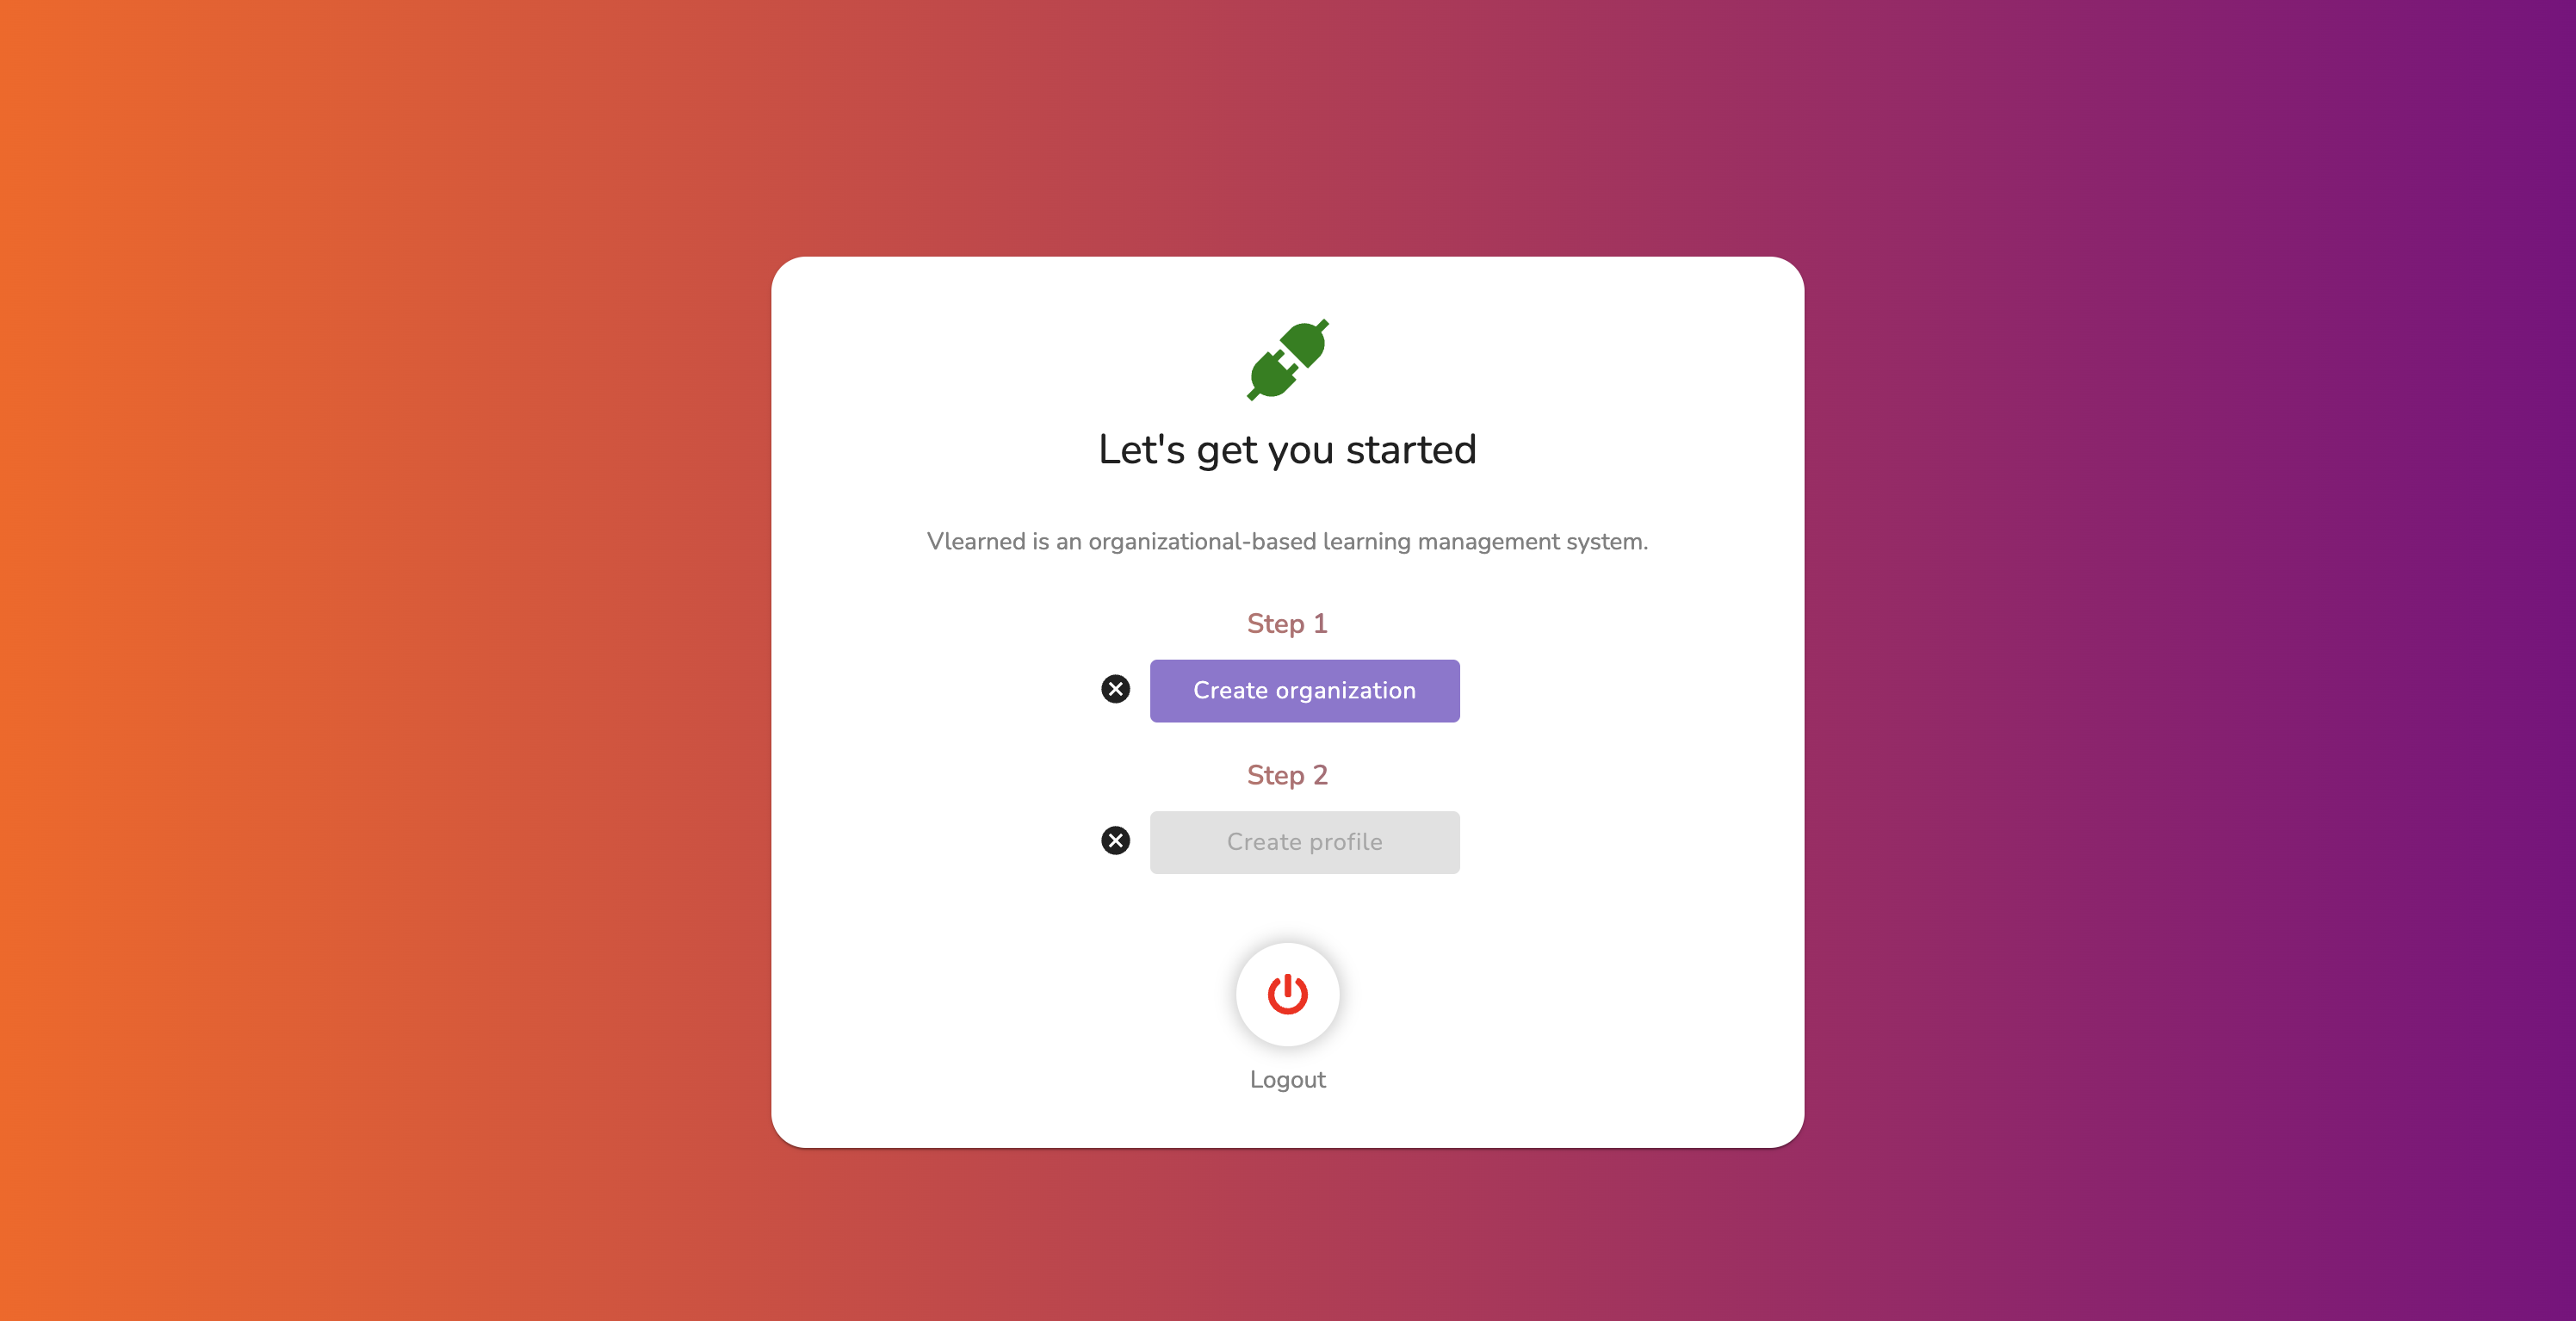 Let's get you started
Vlearned is an organizational-based learning management system.
Step 1
Create organization
Step 2
Create profile
Logout